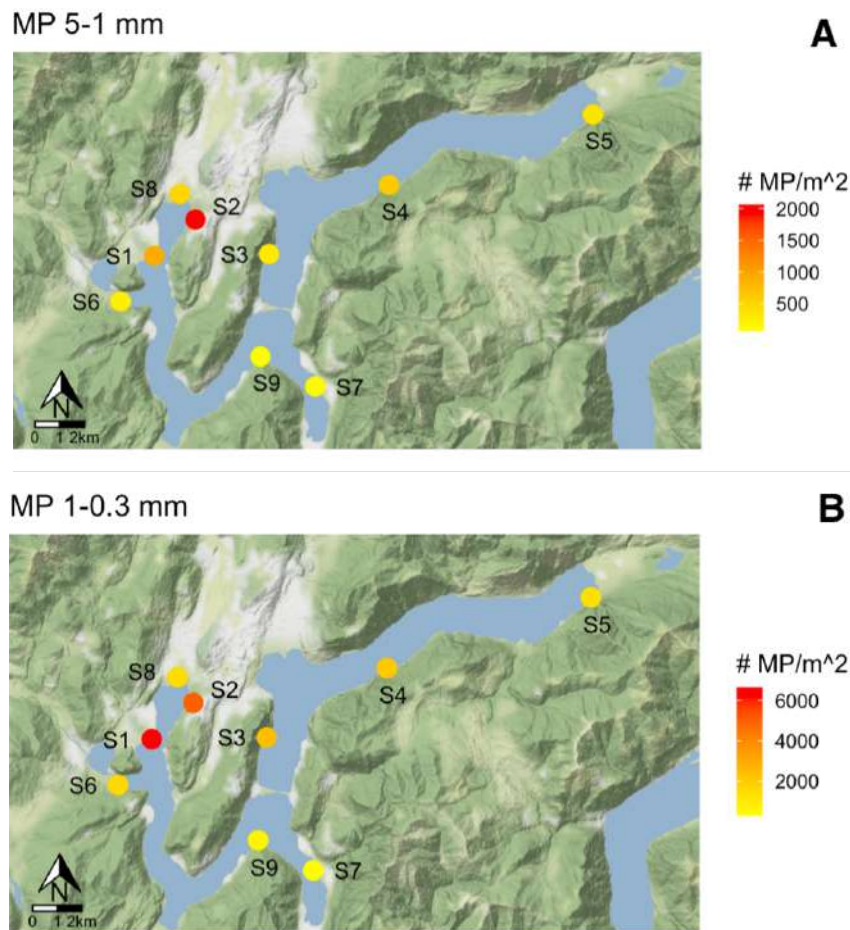 MP 5-1 mm
A
S5
# MP/m^2
S8
S4
2000
S2
1500
S1
S3
1000
S6
500
S9
S7
N
0 1 2km
MP 1-0.3 mm
B
S5
# MP/m^2
S8
S4
6000
S2
S1
S3
4000
S6
2000
S9
S7
N
0 1 2km